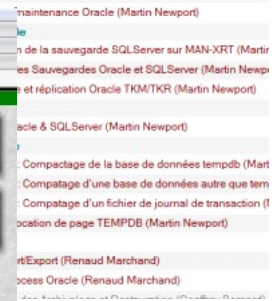 maintenance Oracle (Martin Newport)
le
n de la sauvegarde SQLServer sur MAN-XRT (Martin
es Sauvegardes Oracle et SQLServer (Martin Newpo
s et réplication Oracle TKM/TKR (Martin Newport)
acle & SQLServer (Martin Newport)
: Compactage de la base de données tempdb (Mart
: Compatage d'une base de données autre que tem
: Compatage d'un fichier de journal de transaction (
ocation de page TEMPDB (Martin Newport)
rt/Export (Renaud Marchand)
ocess Oracle (Renaud Marchand)